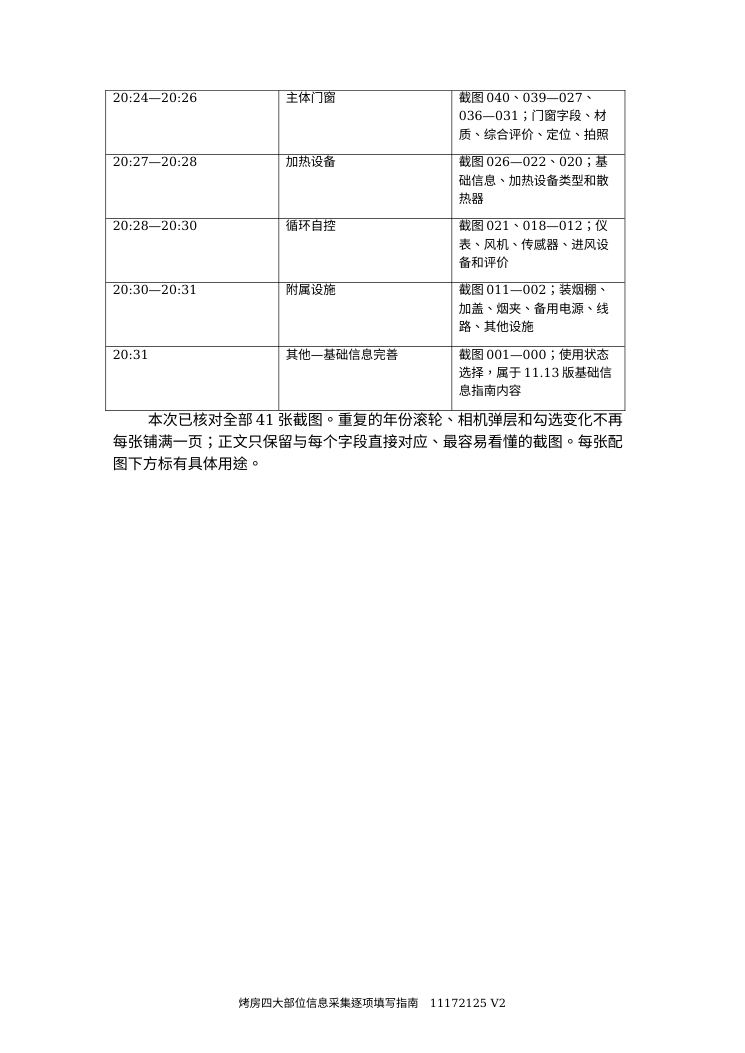 20:24—20:26 主体门窗 截图 040、039—027、
036—031；门窗字段、材
质、综合评价、定位、拍照
20:27—20:28 加热设备 截图 026—022、020；基
础信息、加热设备类型和散
热器
20:28—20:30 循环自控 截图 021、018—012；仪
表、风机、传感器、进风设
备和评价
20:30—20:31 附属设施 截图 011—002；装烟棚、
加盖、烟夹、备用电源、线
路、其他设施
20:31 其他—基础信息完善 截图 001—000；使用状态
选择，属于 11.13 版基础信
息指南内容
本次已核对全部 41 张截图。重复的年份滚轮、相机弹层和勾选变化不再
每张铺满一页；正文只保留与每个字段直接对应、最容易看懂的截图。每张配
图下方标有具体用途。
烤房四大部位信息采集逐项填写指南 11172125 V2